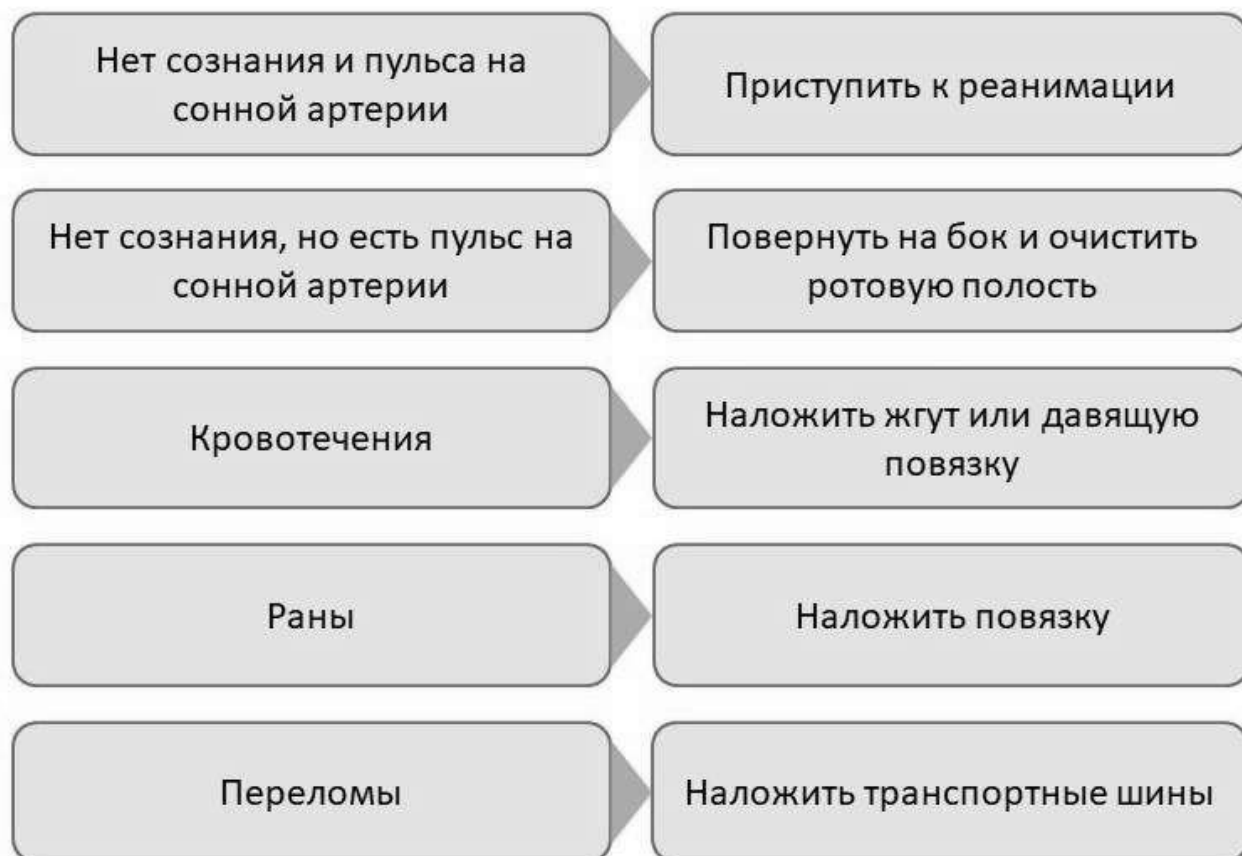 Нет сознания и пульса на
сонной артерии
Приступить к реанимации
Нет сознания, но есть пульс на
сонной артерии
Повернуть на бок и очистить
ротовую полость
Кровотечения
Наложить жгут или давящую
повязку
Раны
Наложить повязку
Переломы
Наложить транспортные шины